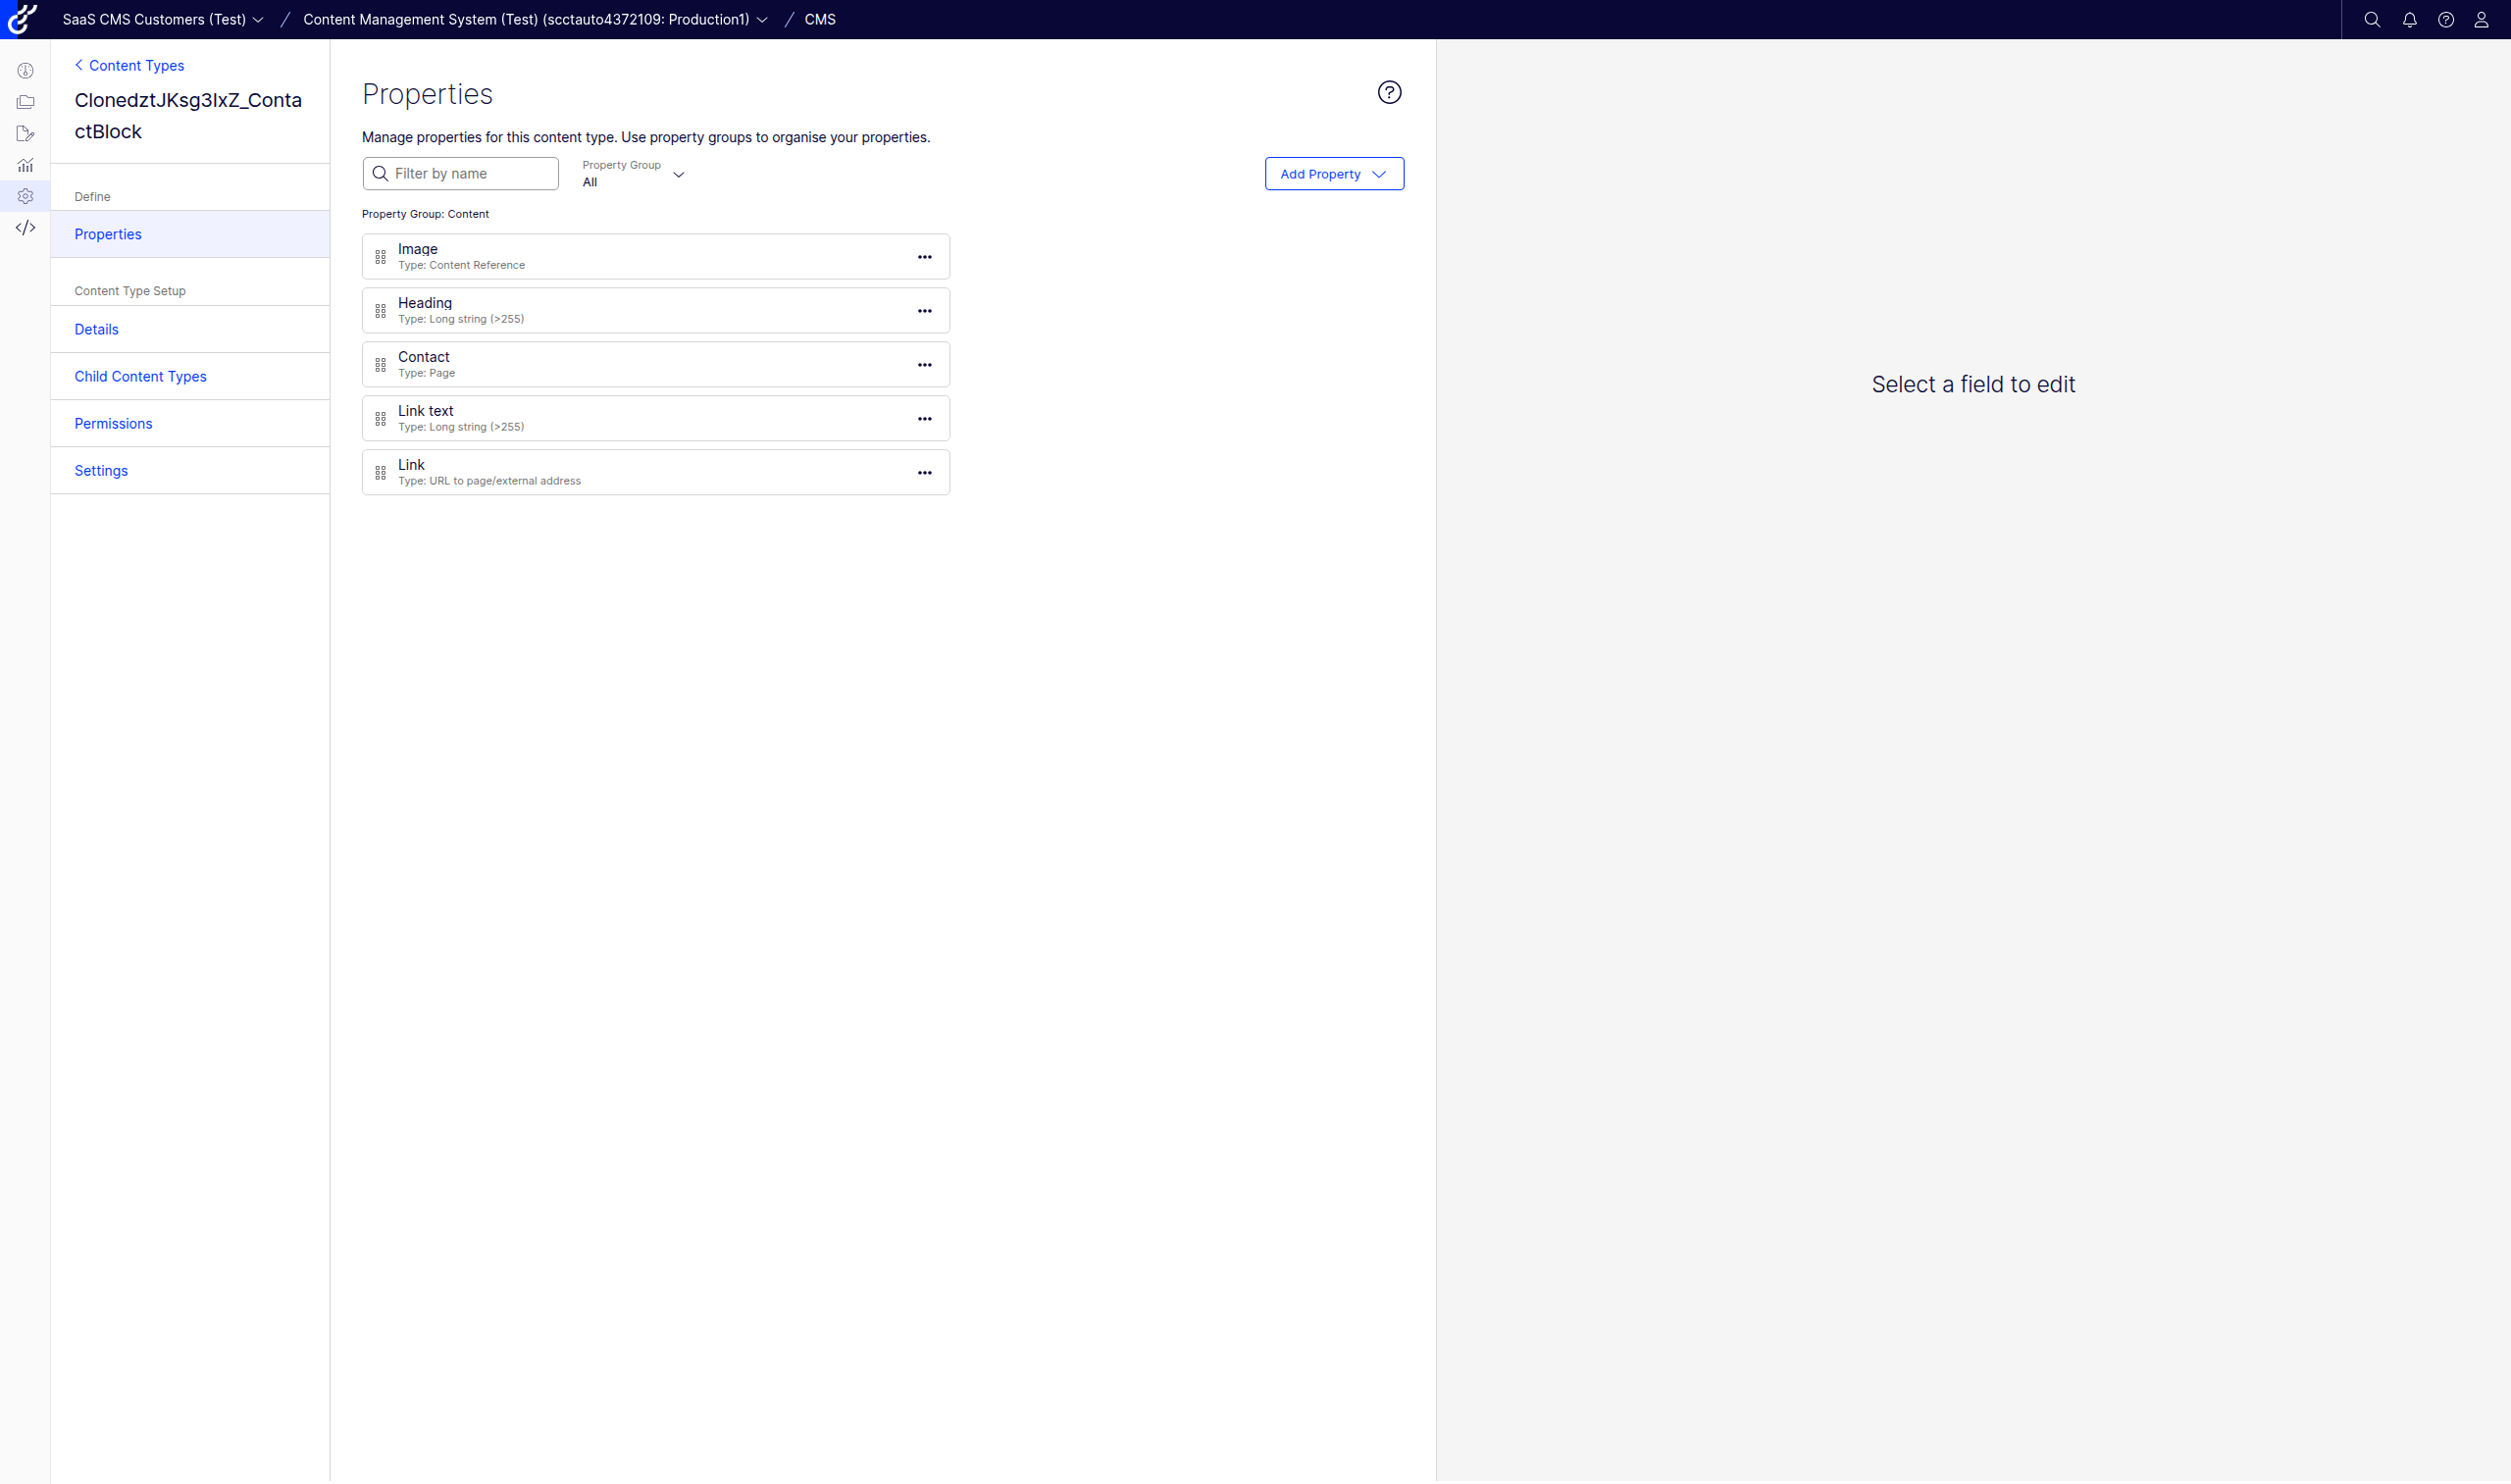 SaaS CMS Customers (Test) / Content Management System (Test) (scctauto4372109: Production1) / CMS
Content Types
ClonedztJKsg3lxZ_Conta
ctBlock
Define
Properties
Content Type Setup
Details
Child Content Types
Permissions
Settings
Properties
Manage properties for this content type. Use property groups to organise your properties.
Filter by name
Property Group
All
Add Property
Property Group: Content
Image
Type: Content Reference
Heading
Type: Long string (>255)
Contact
Type: Page
Link text
Type: Long string (>255)
Link
Type: URL to page/external address
Select a field to edit